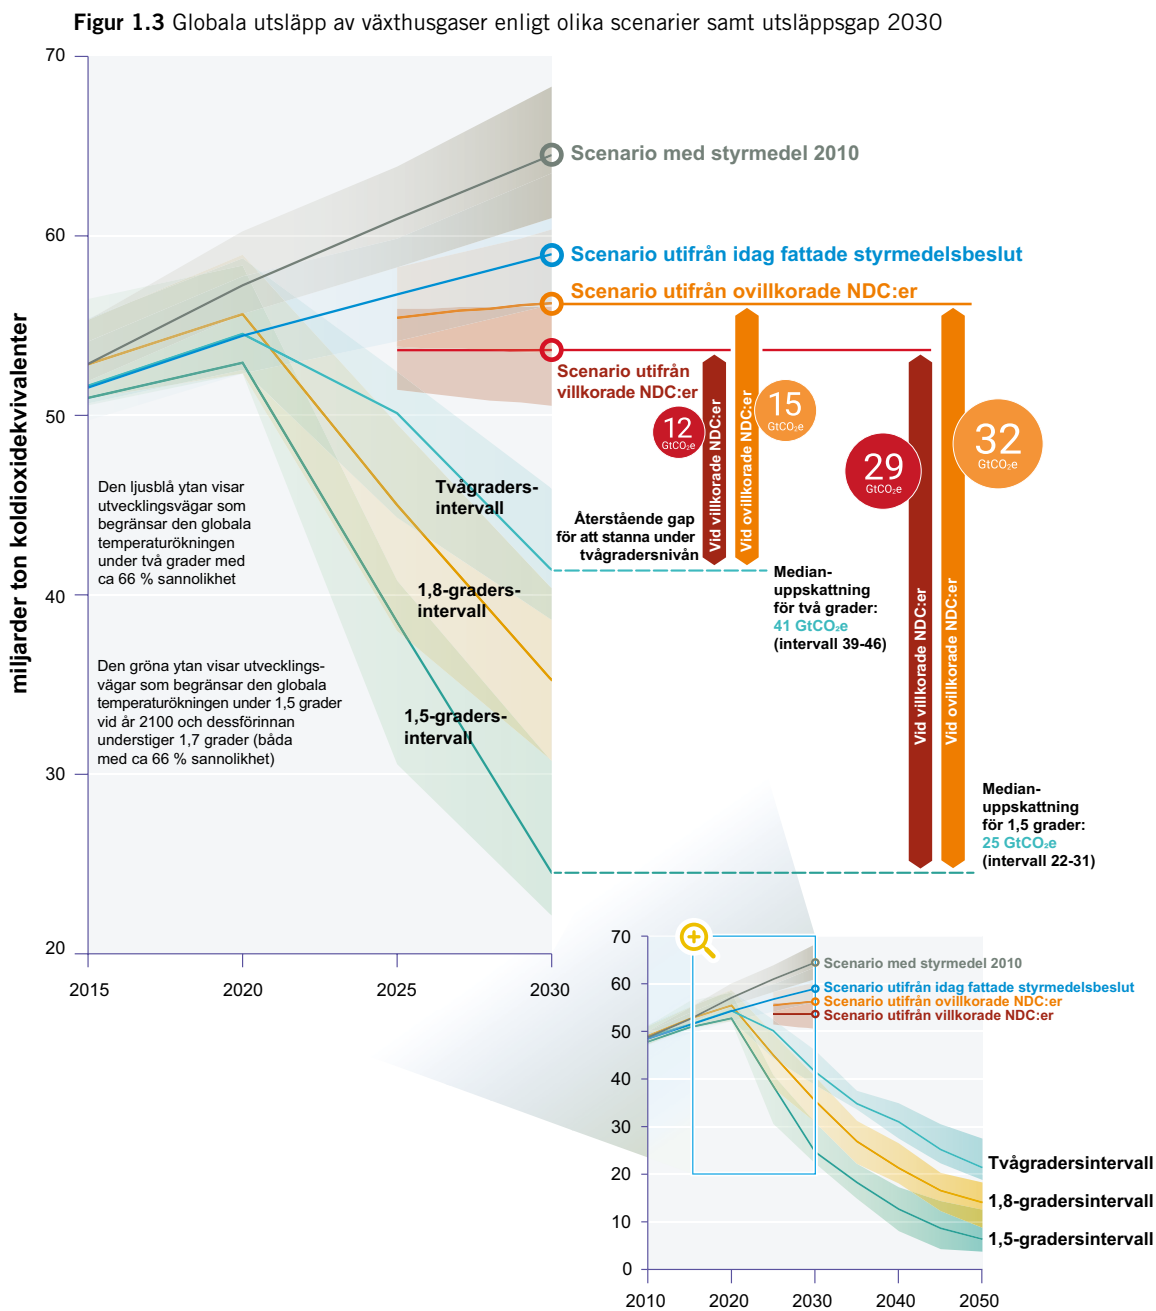 Figur 1.3 Globala utsläpp av växthusgaser enligt olika scenarier samt utsläppsgap 2030
miljarder ton koldioxidekvivalenter
70
60
50
40
30
20
2015
2020
2025
2030
Scenario med styrmedel 2010
Scenario utifrån idag fattade styrmedelsbeslut
Scenario utifrån ovillkorade NDC:er
Scenario utifrån
villkorade NDC:er
12
GtCO₂e
15
GtCO₂e
29
GtCO₂e
32
GtCO₂e
Vid villkorade NDC:er
Vid ovillkorade NDC:er
Vid villkorade NDC:er
Vid ovillkorade NDC:er
Den ljusblå ytan visar
utvecklingsvägar som
begränsar den globala
temperaturökningen
under två grader med
ca 66 % sannolikhet
Tvågraders-
intervall
Återstående gap
för att stanna under
tvågradersnivån
Median-
uppskattning
för två grader:
41 GtCO₂e
(intervall 39-46)
1,8-graders-
intervall
Den gröna ytan visar utvecklings-
vägar som begränsar den globala
temperaturökningen under 1,5 grader
vid år 2100 och dessförinnan
understiger 1,7 grader (båda
med ca 66 % sannolikhet)
1,5-graders-
intervall
Median-
uppskattning
för 1,5 grader:
25 GtCO₂e
(intervall 22-31)
70
60
50
40
30
20
10
0
2010
2020
2030
2040
2050
Scenario med styrmedel 2010
Scenario utifrån idag fattade styrmedelsbeslut
Scenario utifrån ovillkorade NDC:er
Scenario utifrån villkorade NDC:er
Tvågradersintervall
1,8-gradersintervall
1,5-gradersintervall